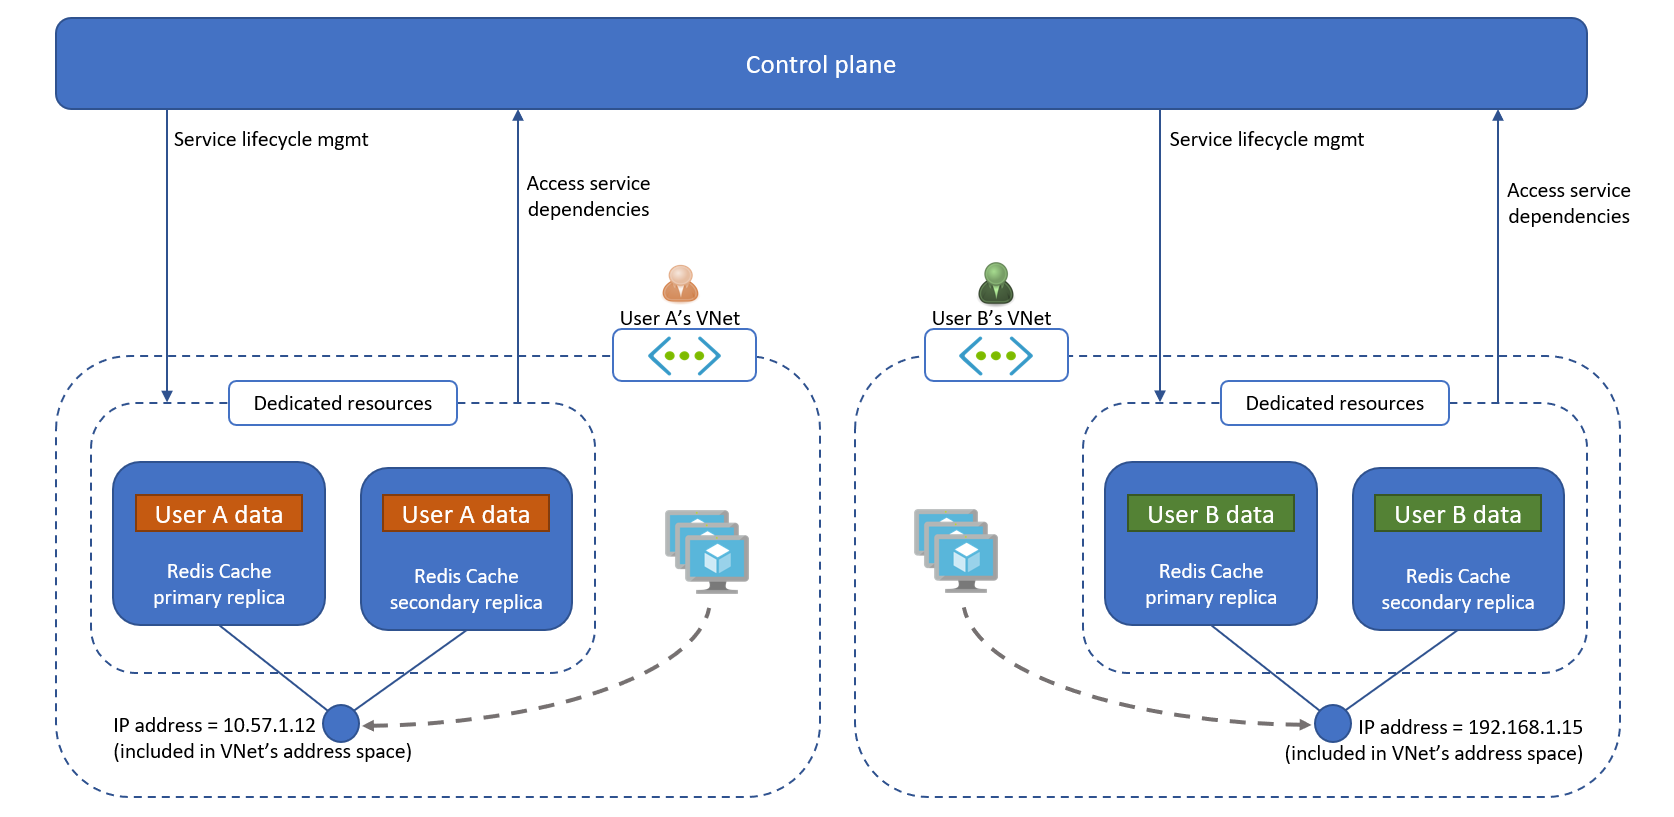 Control plane
Service lifecycle mgmt
Access service
dependencies
Service lifecycle mgmt
Access service
dependencies
User A's VNet
User B's VNet
Dedicated resources
User A data
Redis Cache
primary replica
User A data
Redis Cache
secondary replica
IP address = 10.57.1.12
(included in VNet's address space)
Dedicated resources
User B data
Redis Cache
primary replica
User B data
Redis Cache
secondary replica
IP address = 192.168.1.15
(included in VNet's address space)